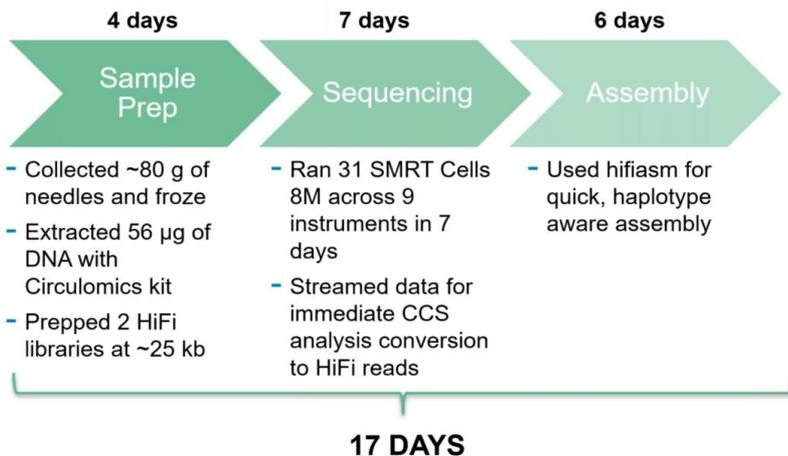 4 days
7 days
6 days
Sample
Prep
Sequencing
Assembly
- Collected ~80 g of
needles and froze
- Extracted 56 µg of
DNA with
Circulomics kit
- Prepped 2 HiFi
libraries at ~25 kb
- Ran 31 SMRT Cells
8M across 9
instruments in 7
days
- Streamed data for
immediate CCS
analysis conversion
to HiFi reads
- Used hifiasm for
quick, haplotype
aware assembly
17 DAYS